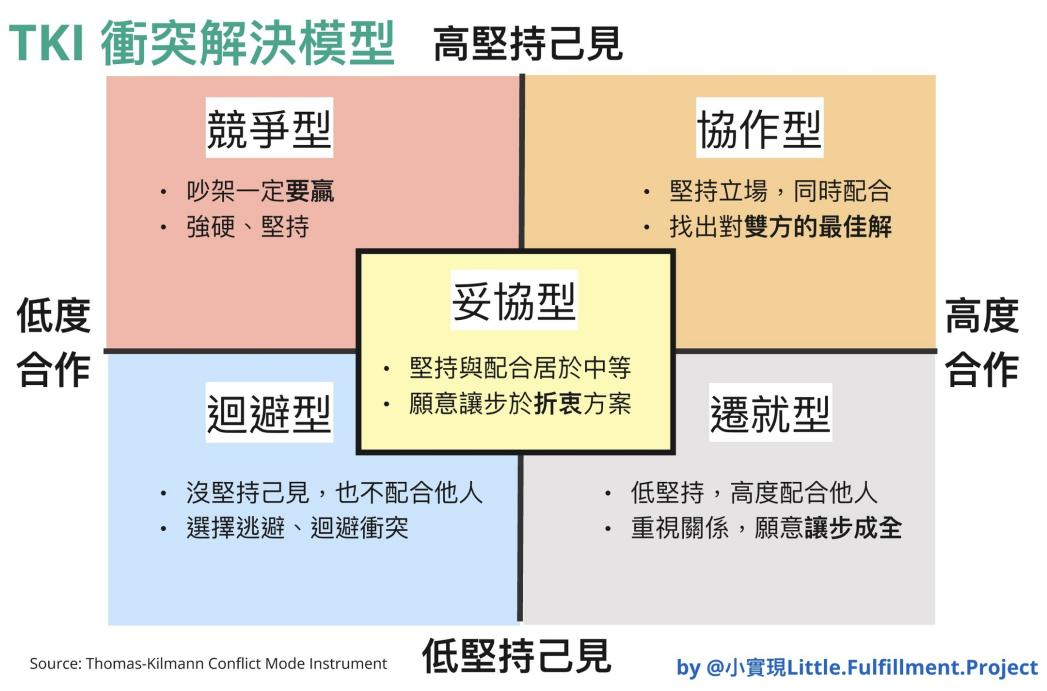 TKI 衝突解決模型
高堅持己見
競爭型
• 吵架一定要贏
• 強硬、堅持
協作型
• 堅持立場，同時配合
• 找出對雙方的最佳解
低度
合作
高度
合作
妥協型
• 堅持與配合居於中等
• 願意讓步於折衷方案
迴避型
• 沒堅持己見，也不配合他人
• 選擇逃避、迴避衝突
遷就型
• 低堅持，高度配合他人
• 重視關係，願意讓步成全
低堅持己見
Source: Thomas-Kilmann Conflict Mode Instrument
by @小實現Little.Fulfillment.Project